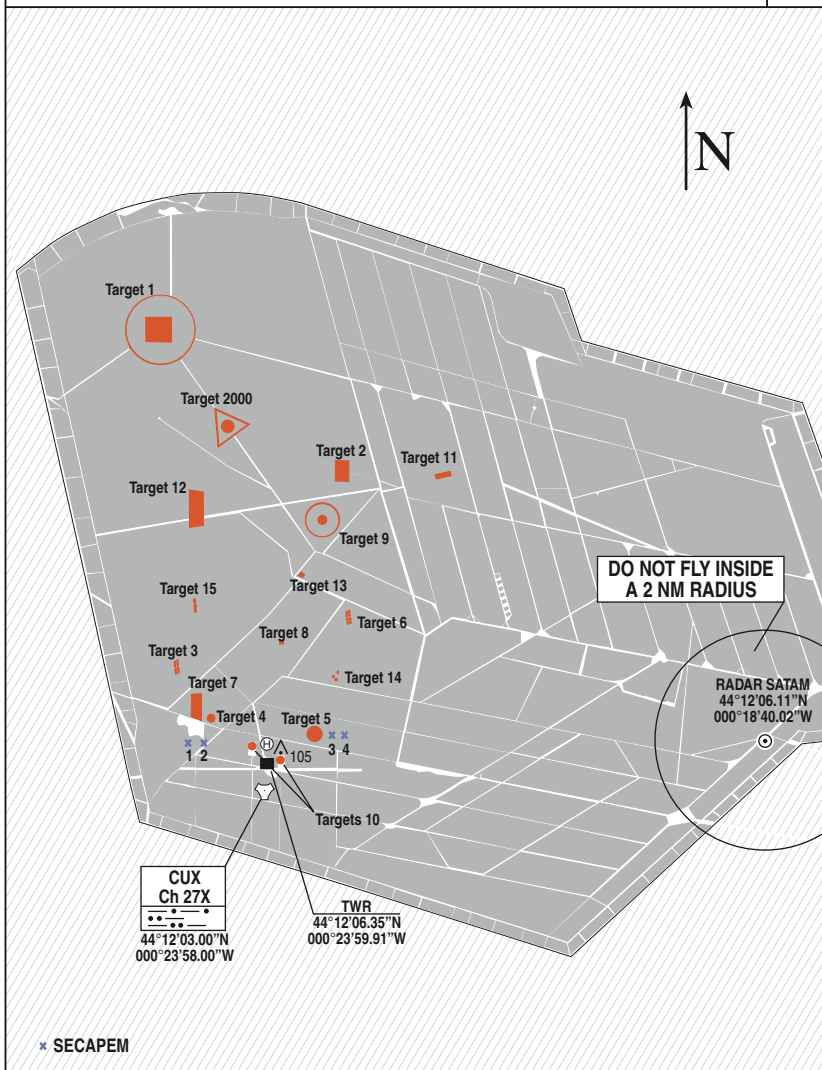 N
Target 1
Target 2000
Target 2
Target 11
Target 12
Target 9
DO NOT FLY INSIDE
A 2 NM RADIUS
Target 13
Target 15
Target 6
Target 8
Target 3
Target 14
Target 7
RADAR SATAM
44°12'06.11"N
000°18'40.02"W
Target 4
Target 5
H
1 2
3 4
105
Targets 10
CUX
Ch 27X
44°12'03.00"N
000°23'58.00"W
TWR
44°12'06.35"N
000°23'59.91"W
SECAPEM